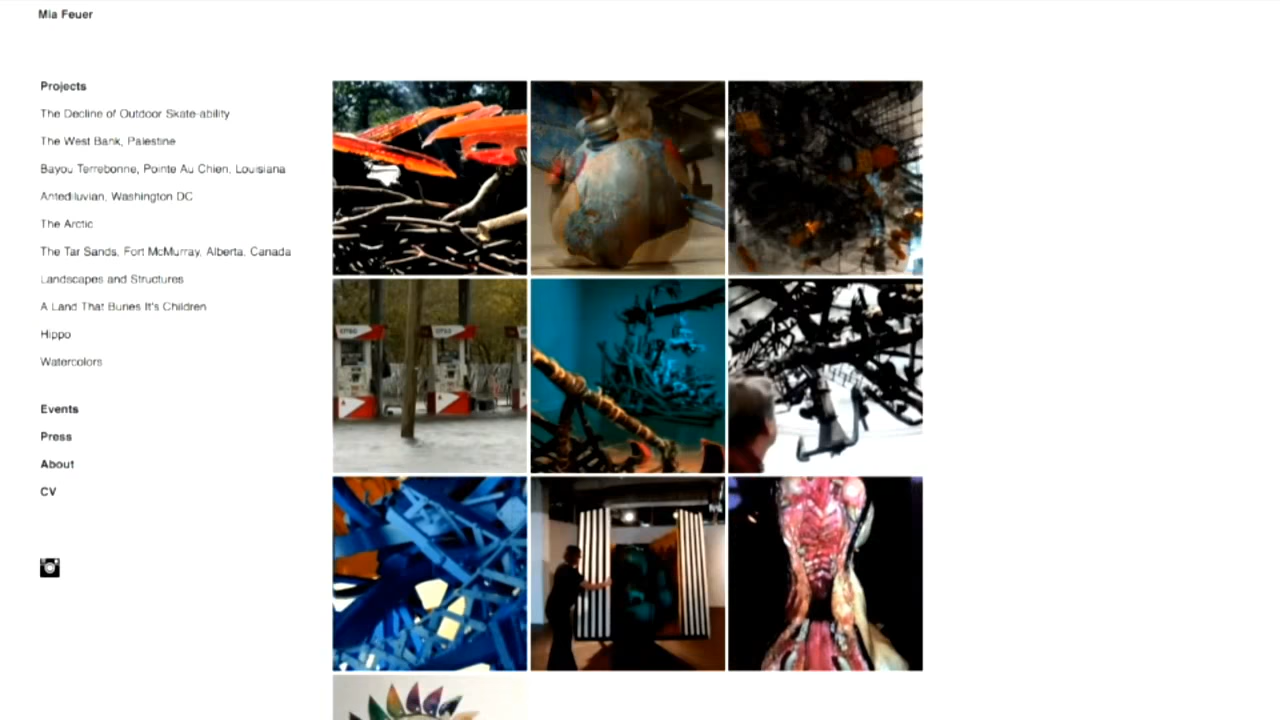 Mia Feuer
Projects
The Decline of Outdoor Skate-ability
The West Bank, Palestine
Bayou Terrebonne, Pointe Au Chien, Louisiana
Antediluvian, Washington DC
The Arctic
The Tar Sands, Fort McMurray, Alberta, Canada
Landscapes and Structures
A Land That Buries It's Children
Hippo
Watercolors
Events
Press
About
CV